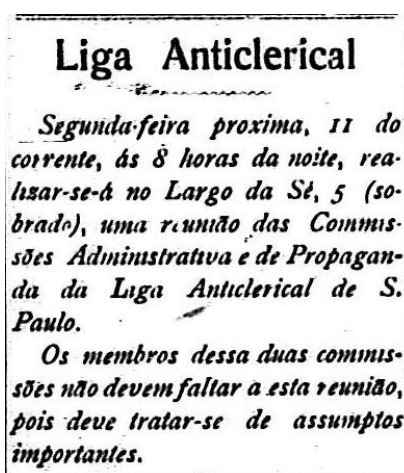 Liga Anticlerical
Segunda-feira proxima, 11 do
corrente, ás 8 horas da noite, rea-
lizar-se-á no Largo da Sé, 5 (so-
brado), uma reunião das Commis-
sões Administrativa e de Propagan-
da da Liga Anticlerical de S.
Paulo.
Os membros dessa duas commis-
sões não devem faltar a esta reunião,
pois deve tratar-se de assumptos
importantes.